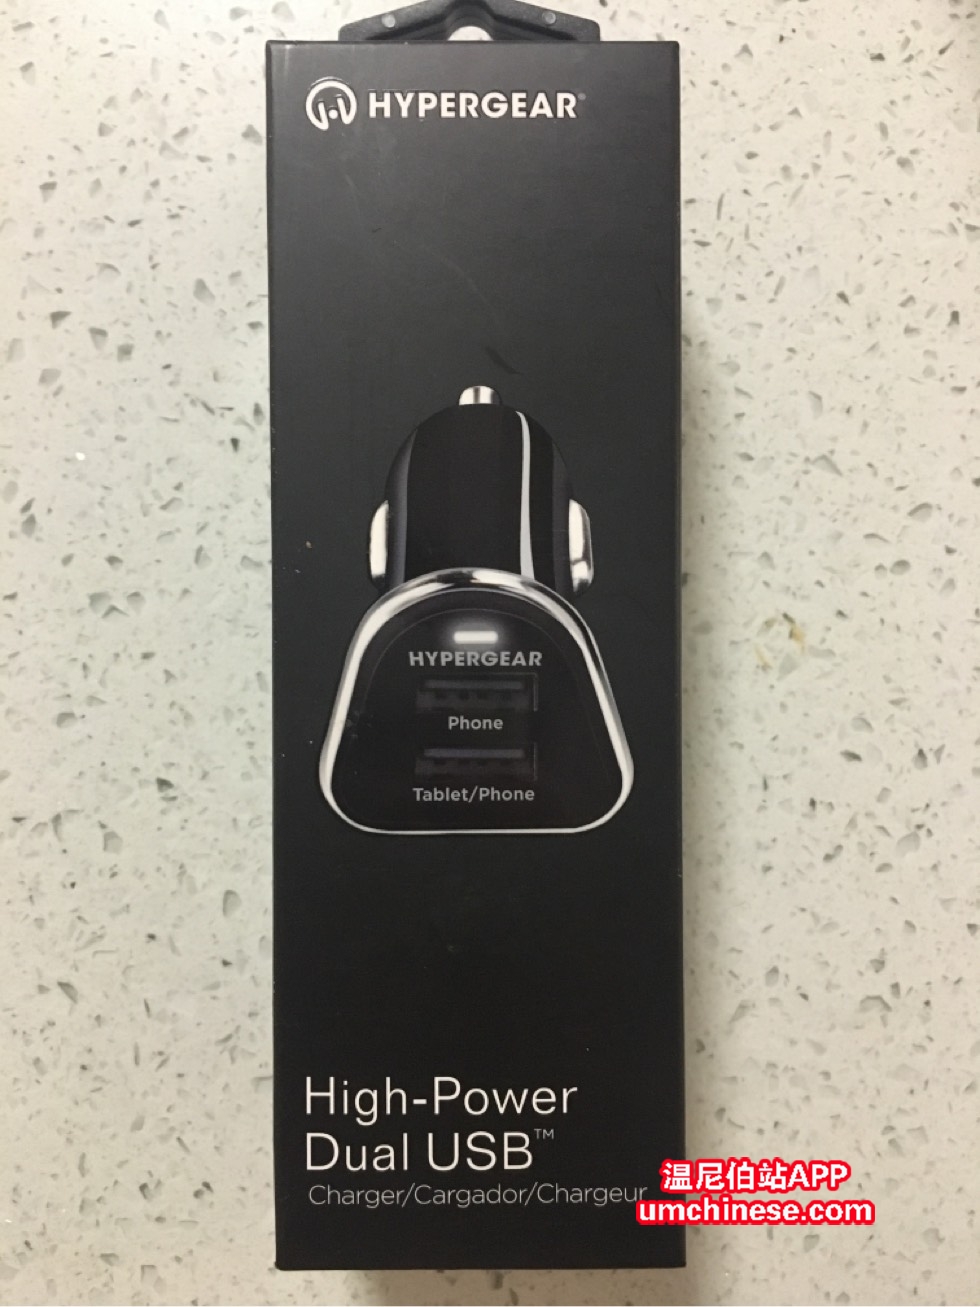 HYPERGEAR®
HYPERGEAR
Phone
Tablet/Phone
High-Power
Dual USB™
Charger/Cargador/Chargeur
温尼伯站APP
umchinese.com